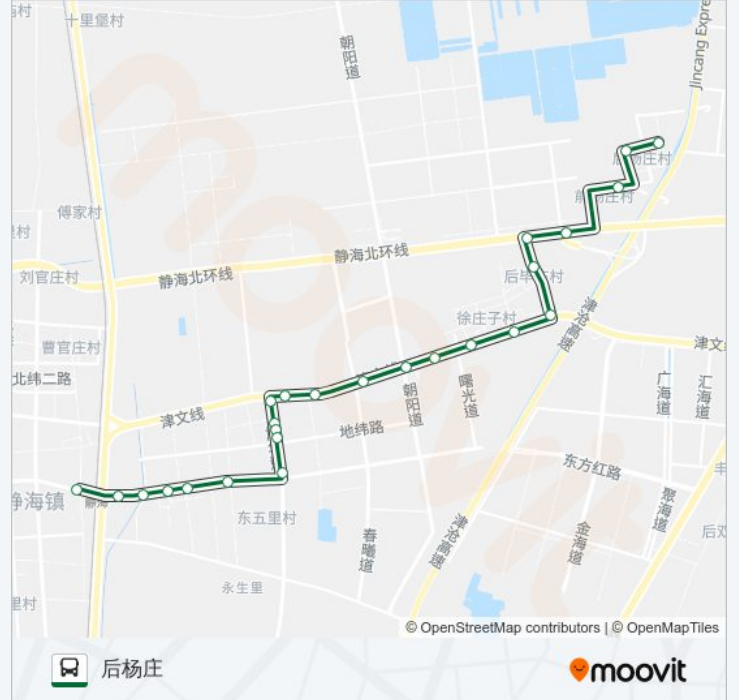 十里堡村
朝阳道
Jincang Expre
后杨庄村
前杨庄村
傅家村
静海北环线
静海北环线
刘官庄村
后毕庄村
徐庄子村
津沧高速
曹官庄村
津文
北纬二路
广海道
汇海道
曙光道
朝阳道
津文线
地纬路
东方红路
静海镇
静海
东五里村
聚海道
春曦道
津沧高速
金海道
永生里
里村
© OpenStreetMap contributors | © OpenMapTiles
后杨庄
moovit